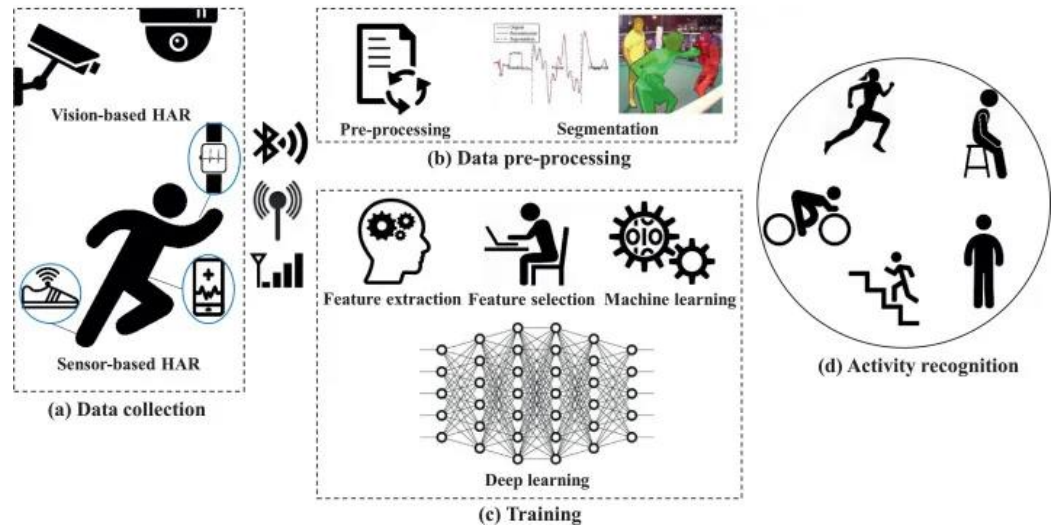 Vision-based HAR
Sensor-based HAR
(a) Data collection
Pre-processing
Segmentation
(b) Data pre-processing
Feature extraction
Feature selection
Machine learning
Deep learning
(c) Training
(d) Activity recognition